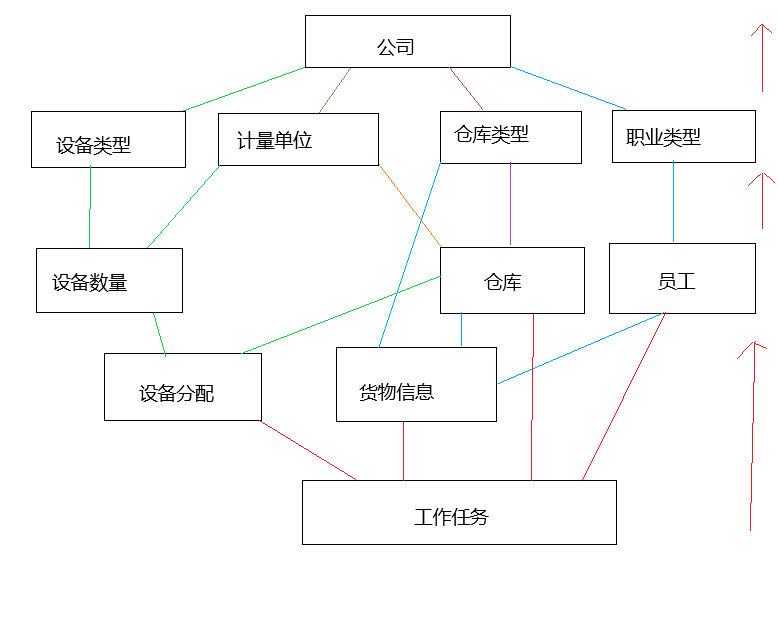 公司
设备类型
计量单位
仓库类型
职业类型
设备数量
仓库
员工
设备分配
货物信息
工作任务